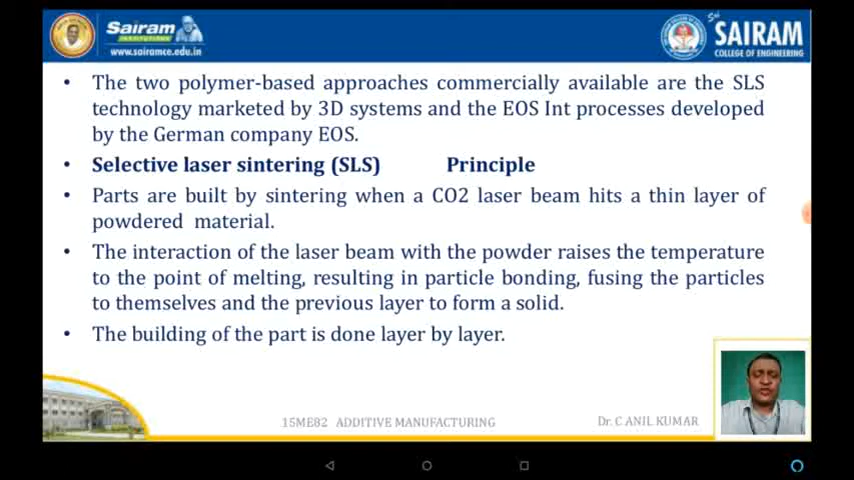 Sairam
INSTITUTIONS
www.sairamce.edu.in
Sri
SAIRAM
COLLEGE OF ENGINEERING
• The two polymer-based approaches commercially available are the SLS
technology marketed by 3D systems and the EOS Int processes developed
by the German company EOS.
• Selective laser sintering (SLS) Principle
• Parts are built by sintering when a CO2 laser beam hits a thin layer of
powdered material.
• The interaction of the laser beam with the powder raises the temperature
to the point of melting, resulting in particle bonding, fusing the particles
to themselves and the previous layer to form a solid.
• The building of the part is done layer by layer.
15ME82 ADDITIVE MANUFACTURING
Dr. C ANIL KUMAR